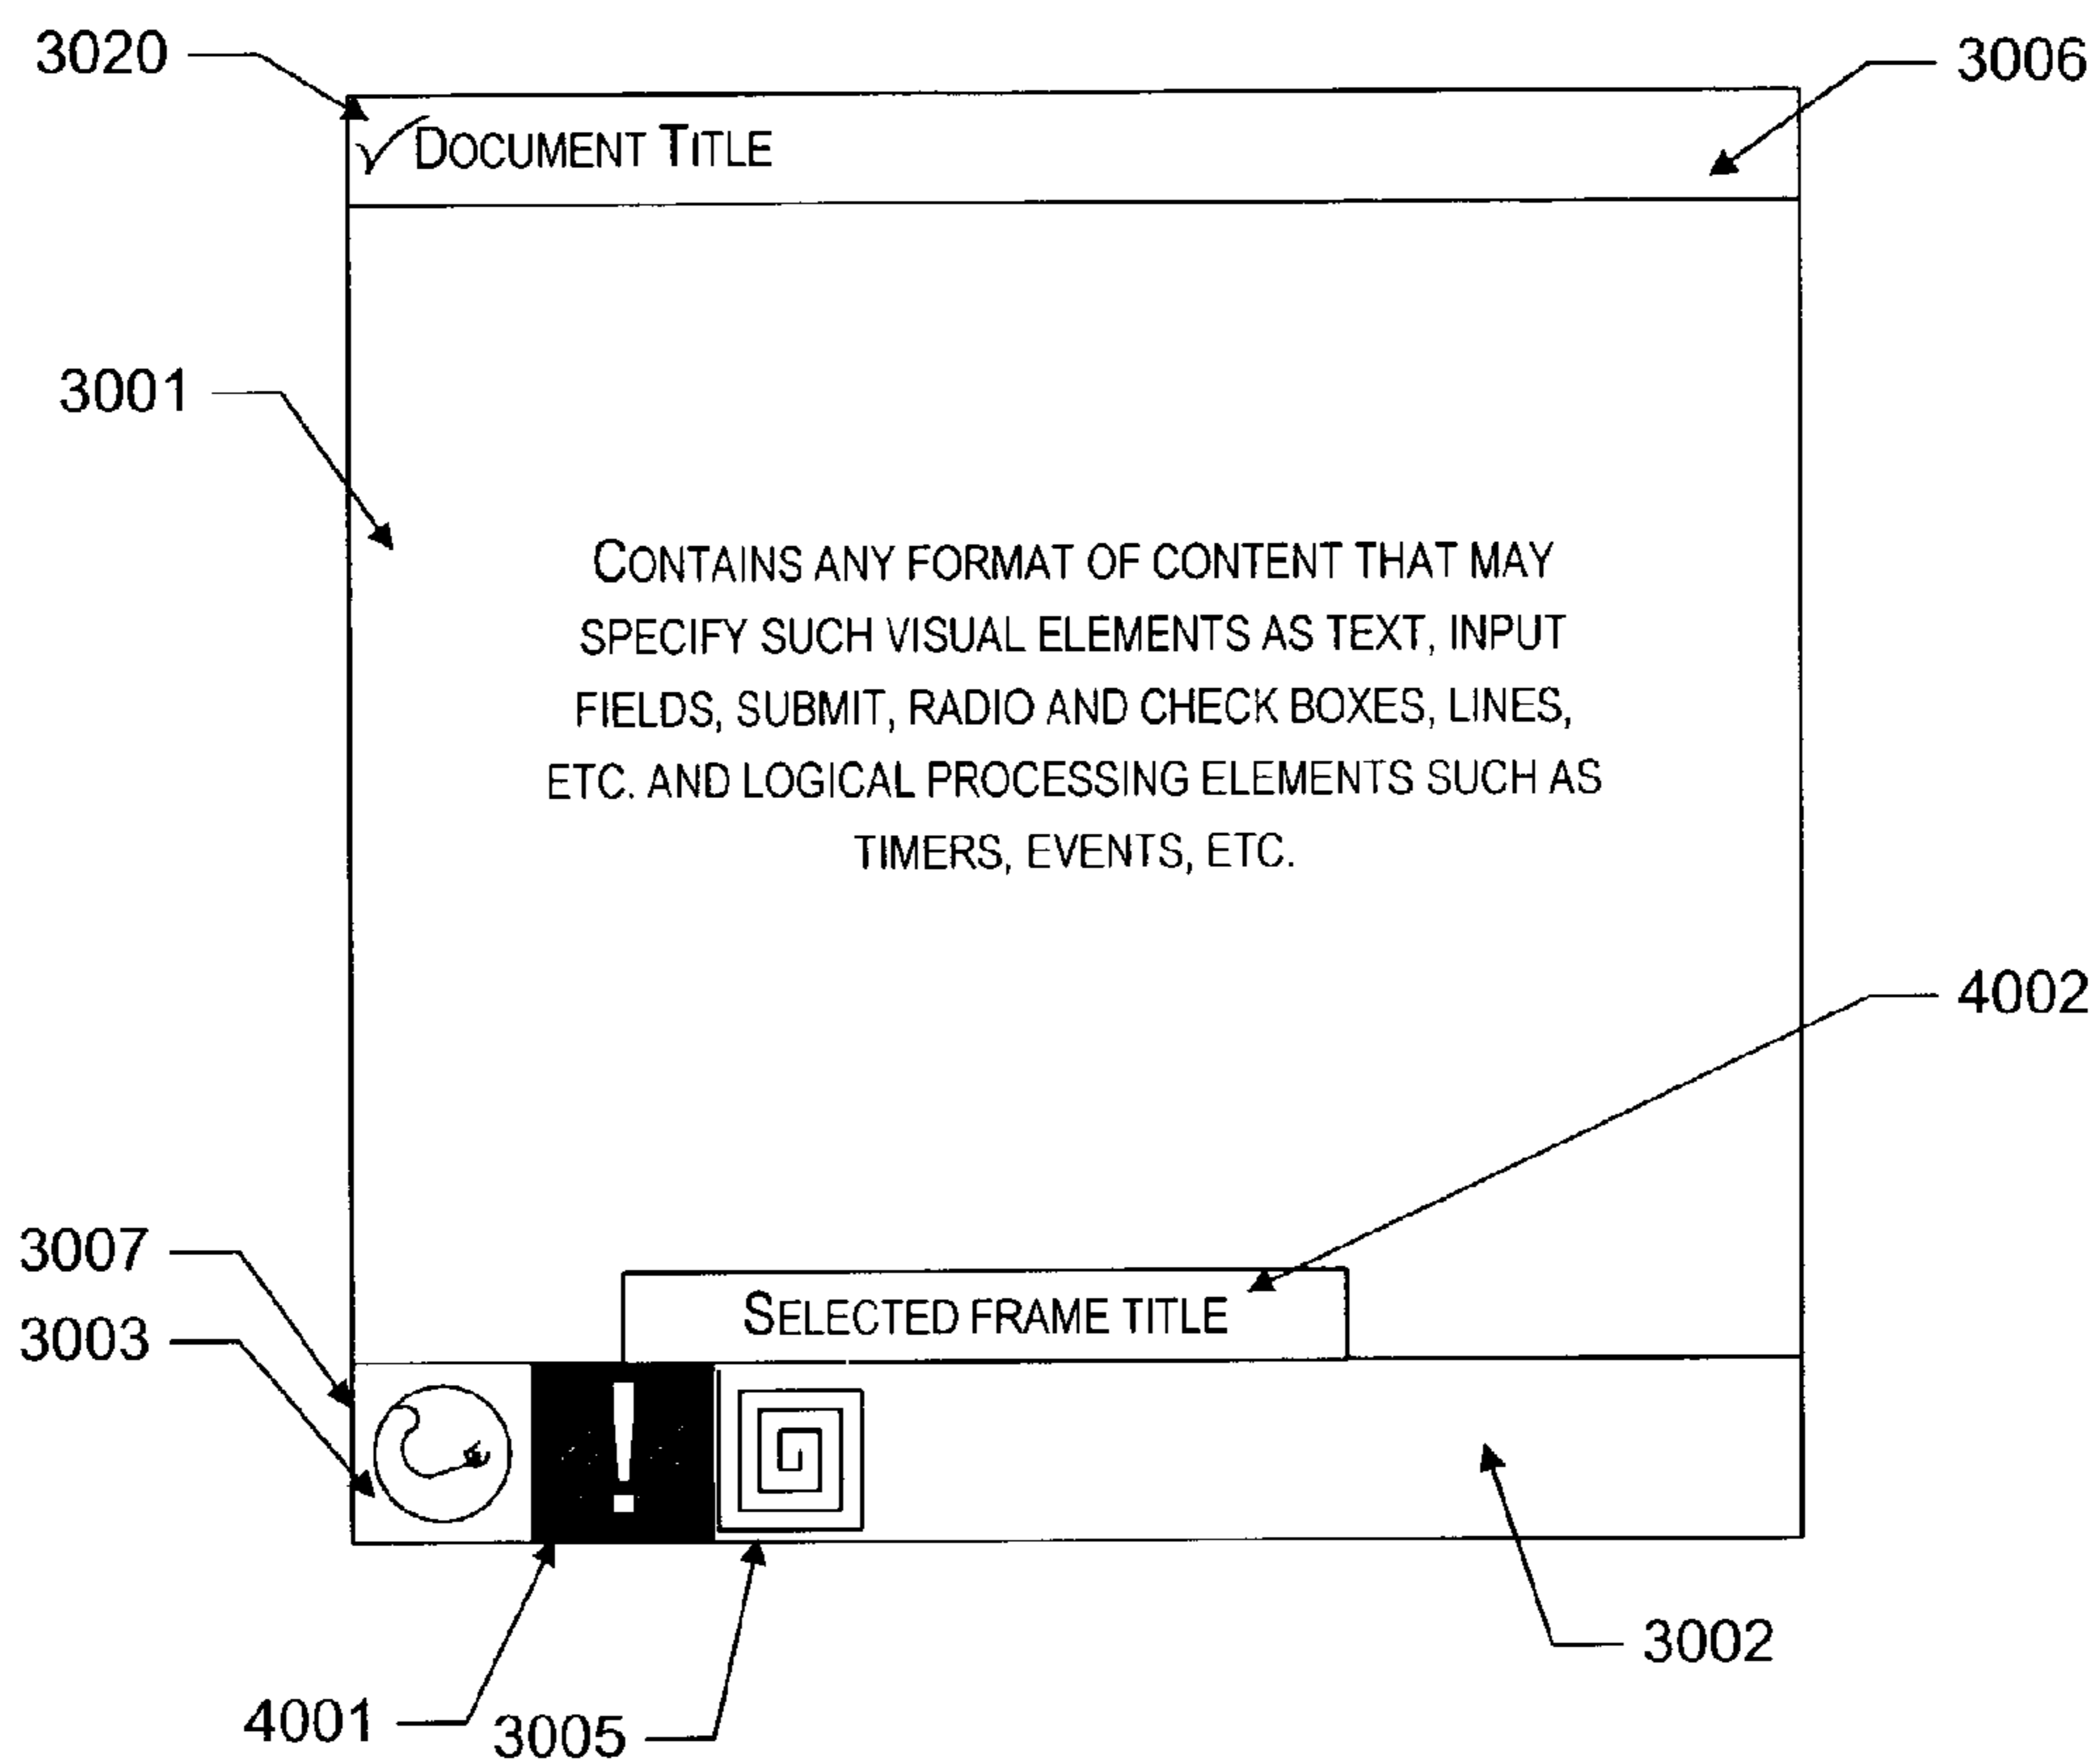 3020
3006
✓ DOCUMENT TITLE
3001
CONTAINS ANY FORMAT OF CONTENT THAT MAY
SPECIFY SUCH VISUAL ELEMENTS AS TEXT, INPUT
FIELDS, SUBMIT, RADIO AND CHECK BOXES, LINES,
ETC. AND LOGICAL PROCESSING ELEMENTS SUCH AS
TIMERS, EVENTS, ETC.
4002
3007
SELECTED FRAME TITLE
3003
!
3002
4001
3005